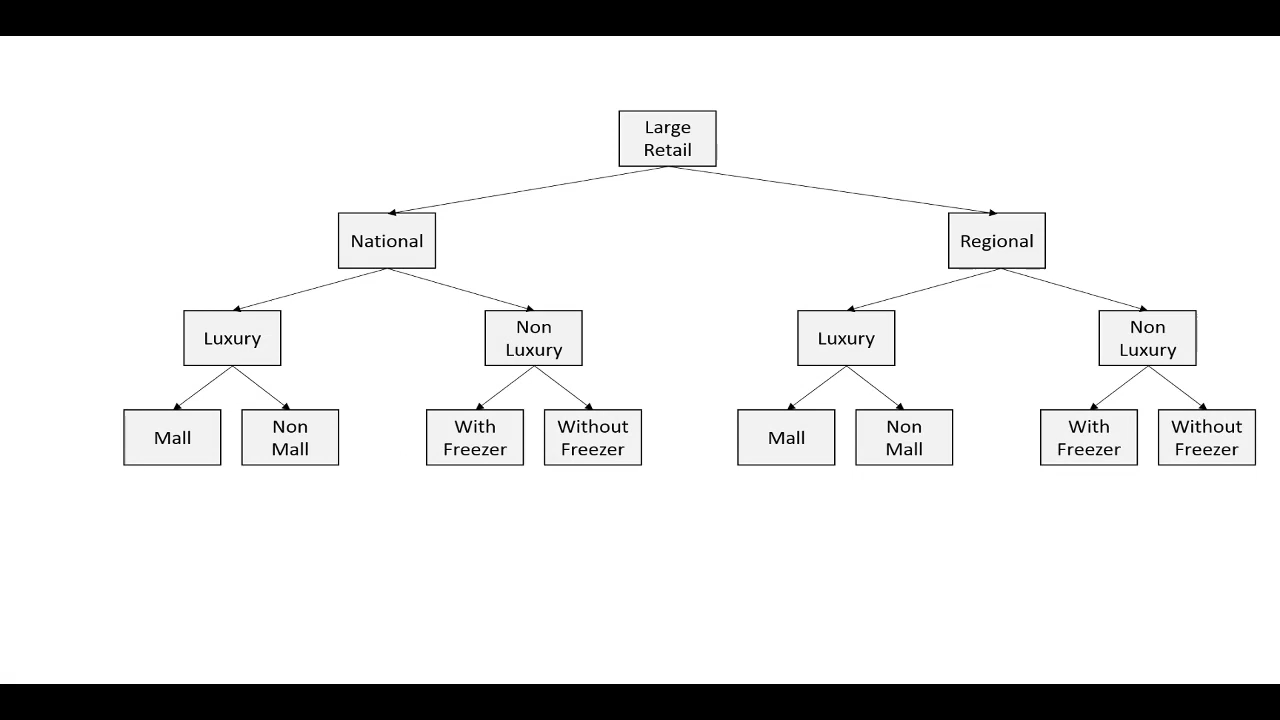 Large
Retail
National
Regional
Luxury
Non
Luxury
Luxury
Non
Luxury
Mall
Non
Mall
With
Freezer
Without
Freezer
Mall
Non
Mall
With
Freezer
Without
Freezer